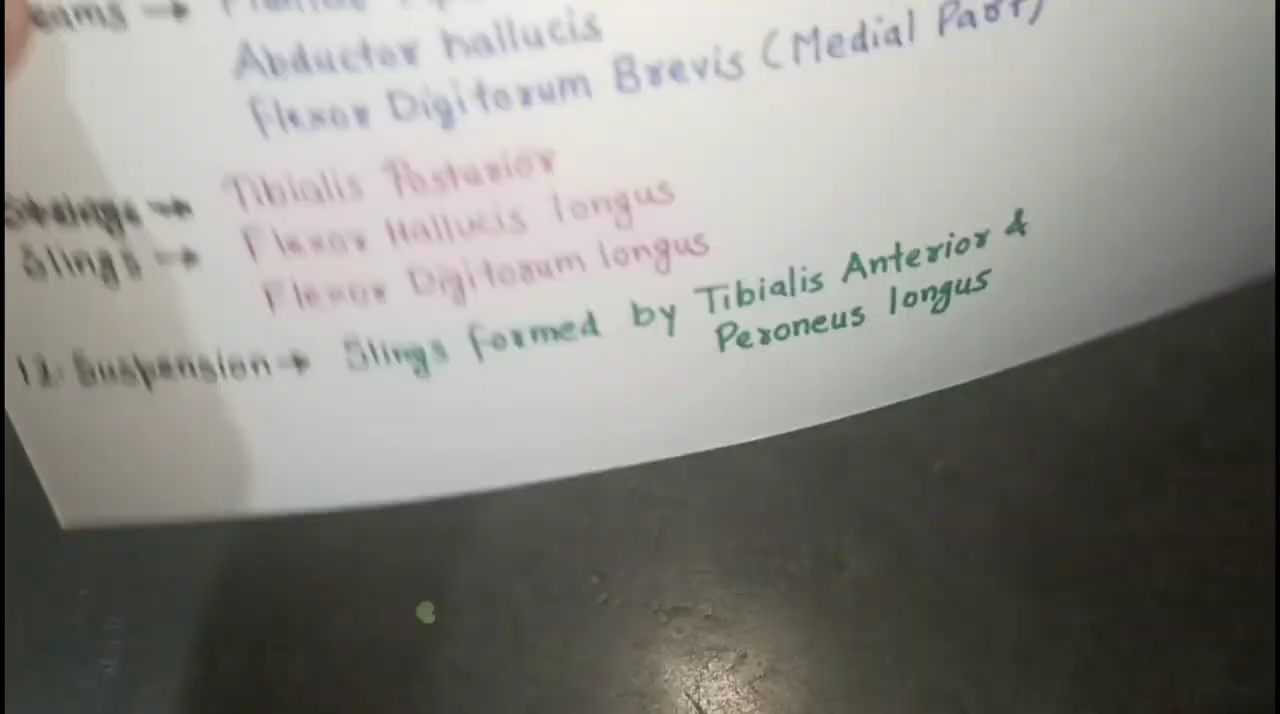 Abductor hallucis
Flexor Digitorum Brevis (Medial Part)
Tibialis Posterior
Slings → Flexor Hallucis longus
Flexor Digitorum longus
12. Suspension → Slings formed by Tibialis Anterior &
Peroneus longus